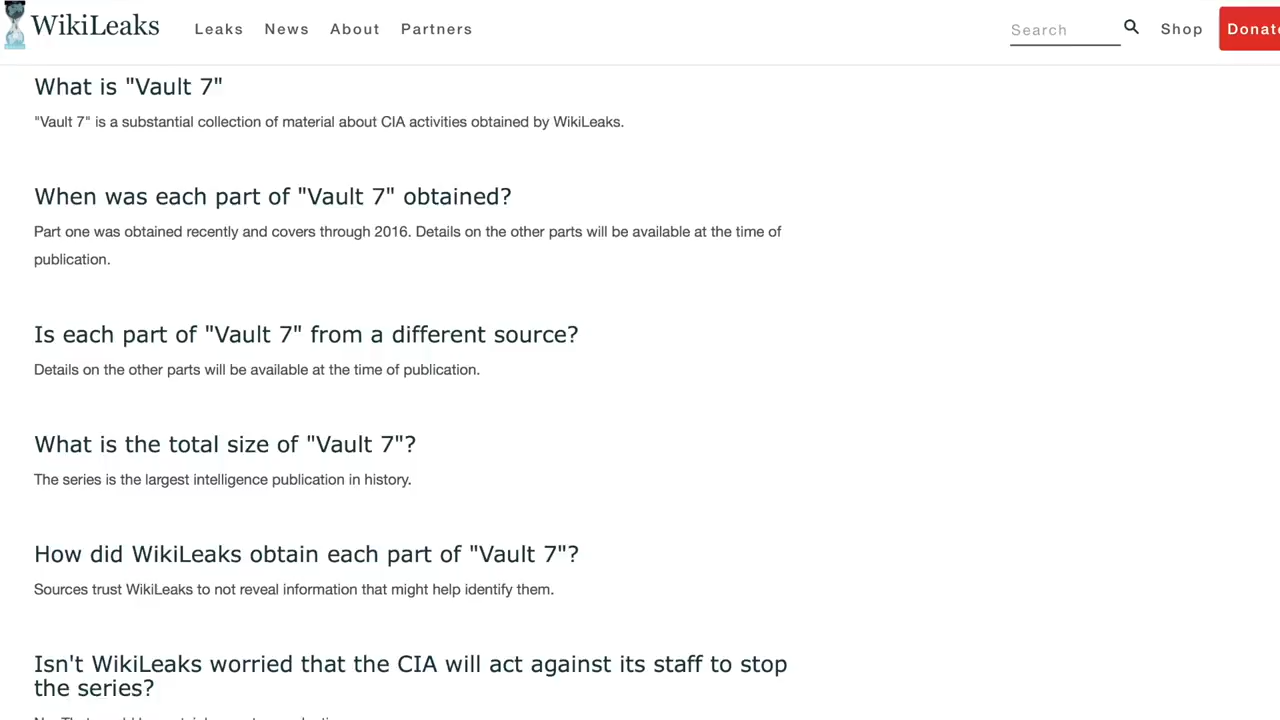 WikiLeaks Leaks News About Partners Search Shop Donate
What is "Vault 7"
"Vault 7" is a substantial collection of material about CIA activities obtained by WikiLeaks.
When was each part of "Vault 7" obtained?
Part one was obtained recently and covers through 2016. Details on the other parts will be available at the time of
publication.
Is each part of "Vault 7" from a different source?
Details on the other parts will be available at the time of publication.
What is the total size of "Vault 7"?
The series is the largest intelligence publication in history.
How did WikiLeaks obtain each part of "Vault 7"?
Sources trust WikiLeaks to not reveal information that might help identify them.
Isn't WikiLeaks worried that the CIA will act against its staff to stop
the series?